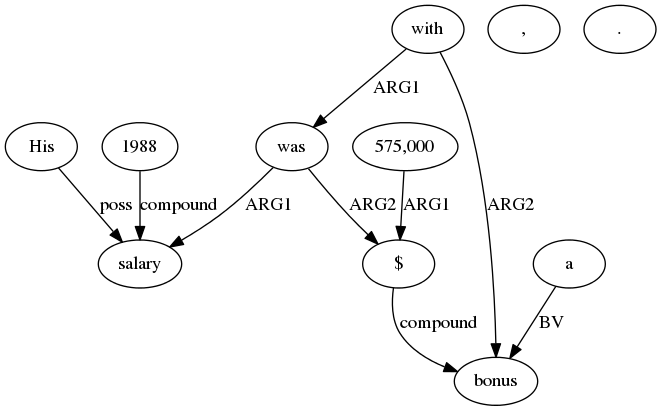 with , .
ARG1
His 1988 was 575,000
poss compound ARG1 ARG2 ARG1 ARG2
salary $ a
compound BV
bonus